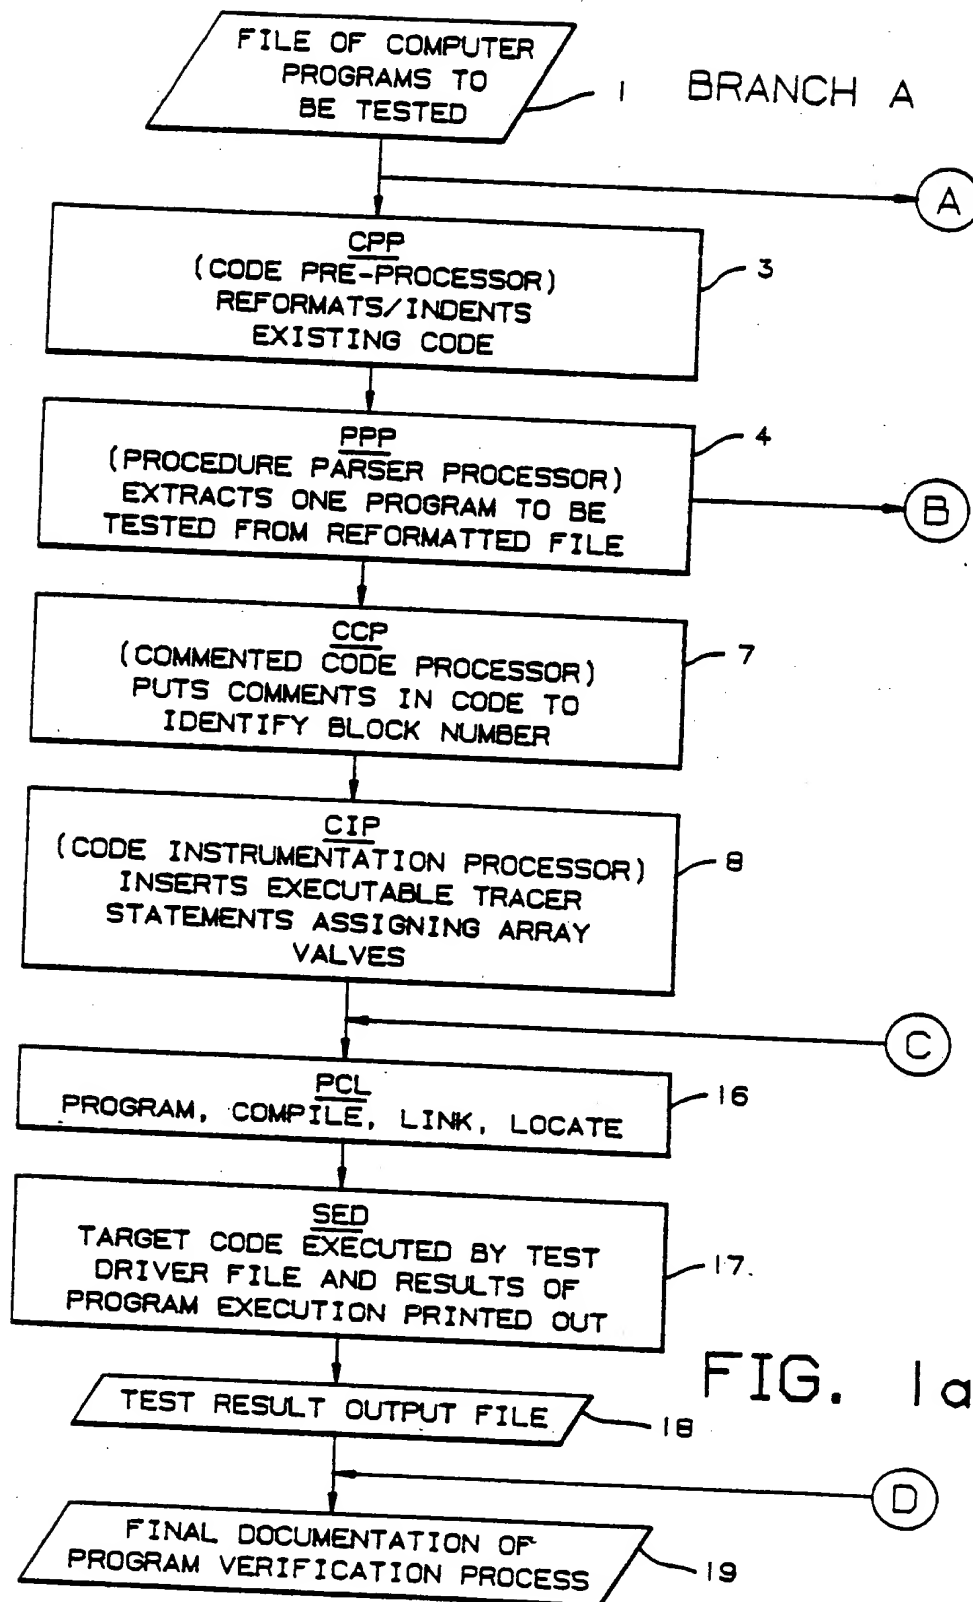 FILE OF COMPUTER
PROGRAMS TO
BE TESTED
1
BRANCH A
A
CPP
(CODE PRE-PROCESSOR)
REFORMATS/INDENTS
EXISTING CODE
3
PPP
(PROCEDURE PARSER PROCESSOR)
EXTRACTS ONE PROGRAM TO BE
TESTED FROM REFORMATTED FILE
4
B
CCP
(COMMENTED CODE PROCESSOR)
PUTS COMMENTS IN CODE TO
IDENTIFY BLOCK NUMBER
7
CIP
(CODE INSTRUMENTATION PROCESSOR)
INSERTS EXECUTABLE TRACER
STATEMENTS ASSIGNING ARRAY
VALVES
8
C
PCL
PROGRAM, COMPILE, LINK, LOCATE
16
SED
TARGET CODE EXECUTED BY TEST
DRIVER FILE AND RESULTS OF
PROGRAM EXECUTION PRINTED OUT
17
FIG. 1a
TEST RESULT OUTPUT FILE
18
D
FINAL DOCUMENTATION OF
PROGRAM VERIFICATION PROCESS
19